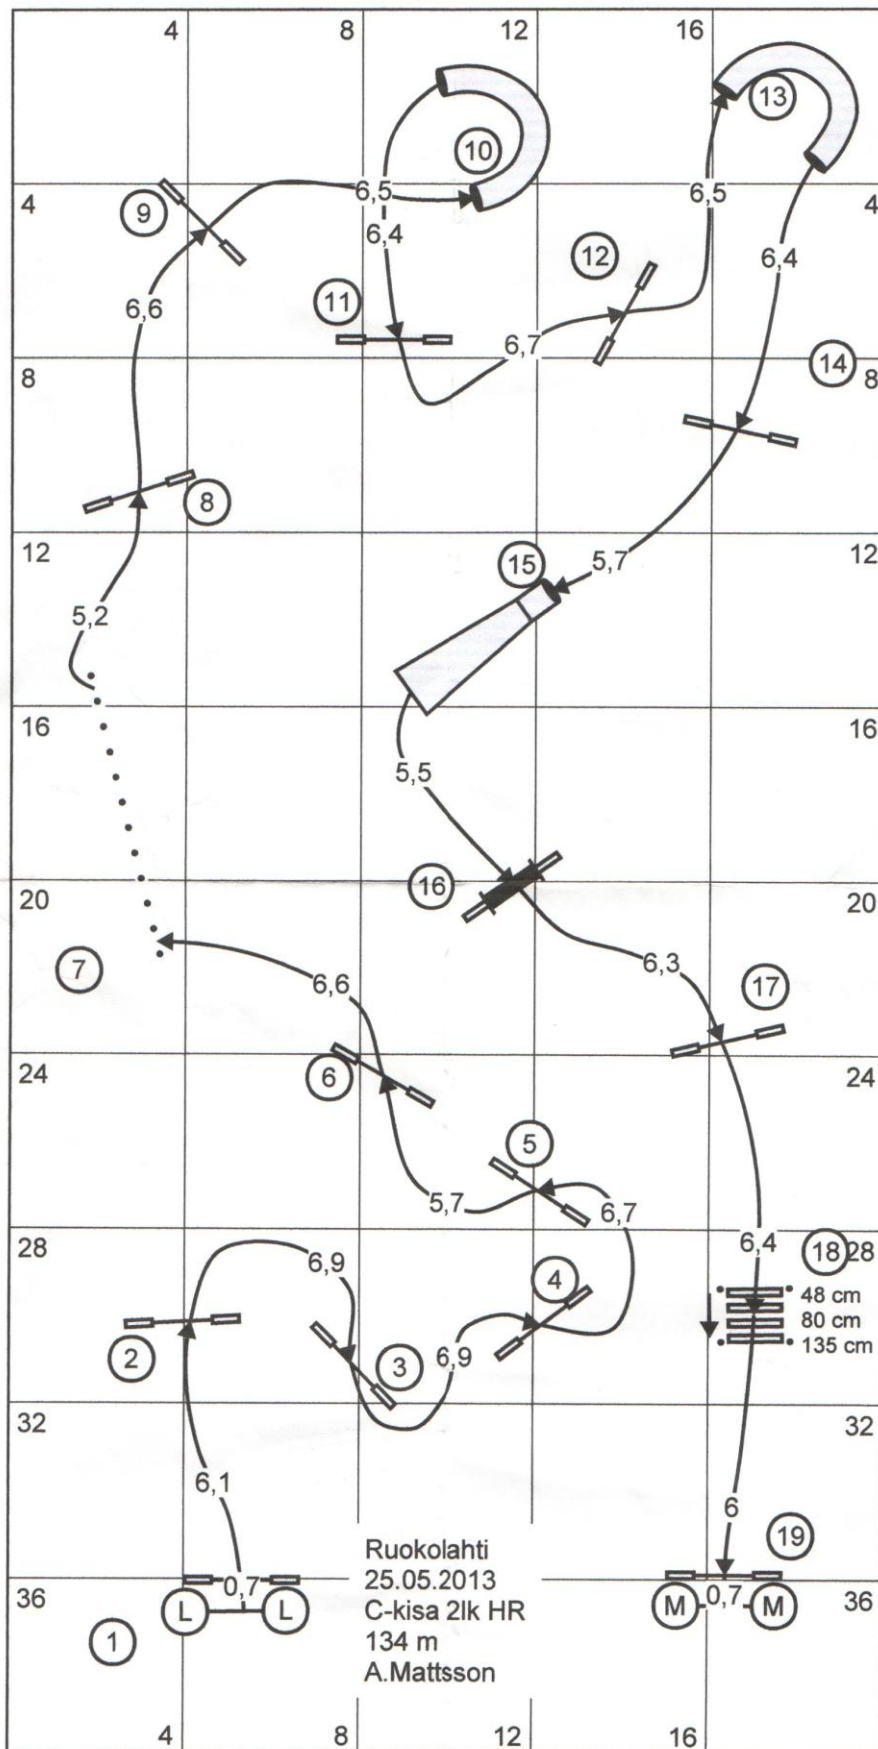 4 8 12 16
13
10
4 9 6,5 6,5 4
6,4 12 6,4
6,6 11
6,7 14
8 8
8
12 12
15 5,7
5,2
16 16
5,5
16
20 20
7 6,6 6,3 17
24 6 24
5
5,7 6,7
28 6,4 18 28
6,9 4 48 cm
2 3 6,9 80 cm
135 cm
32 32
6,1 6
19
Ruokolahti
36 0,7 25.05.2013 0,7 36
L L C-kisa 2lk HR M M
1 134 m
A.Mattsson
4 8 12 16